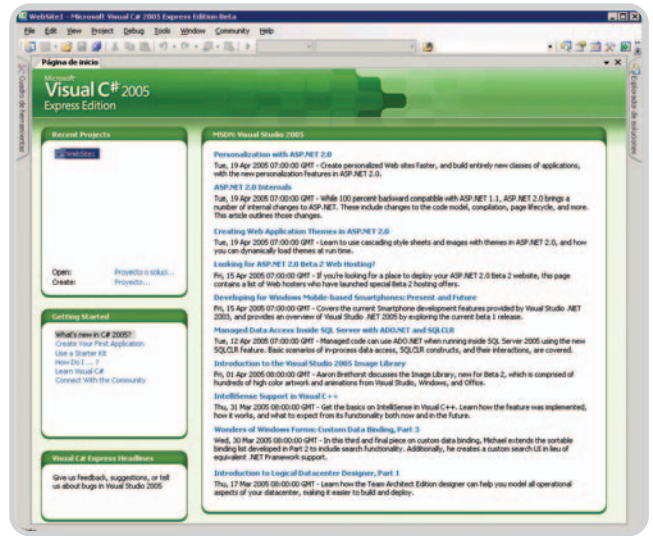 WebSite1 - Microsoft Visual C# 2005 Express Edition Beta
File Edit View Project Debug Tools Window Community Help
Página de inicio
Cuadro de herramientas
Explorador de soluciones
Microsoft
Visual C# 2005
Express Edition
Recent Projects
WebSite1
Open: Proyecto o soluci...
Create: Proyecto...
Getting Started
What's new in C# 2005?
Create Your First Application
Use a Starter Kit
How Do I ... ?
Learn Visual C#
Connect With the Community
Visual C# Express Headlines
Give us feedback, suggestions, or tell
us about bugs in Visual Studio 2005
MSDN: Visual Studio 2005
Personalization with ASP.NET 2.0
Tue, 19 Apr 2005 07:00:00 GMT - Create personalized Web sites faster, and build entirely new classes of applications,
with the new personalization features in ASP.NET 2.0.
ASP.NET 2.0 Internals
Tue, 19 Apr 2005 07:00:00 GMT - While 100 percent backward compatible with ASP.NET 1.1, ASP.NET 2.0 brings a
number of internal changes to ASP.NET. These include changes to the code model, compilation, page lifecycle, and more.
This article outlines those changes.
Creating Web Application Themes in ASP.NET 2.0
Tue, 19 Apr 2005 07:00:00 GMT - Learn to use cascading style sheets and images with themes in ASP.NET 2.0, and how
you can dynamically load themes at run time.
Looking for ASP.NET 2.0 Beta 2 Web Hosting?
Fri, 15 Apr 2005 07:00:00 GMT - If you're looking for a place to deploy your ASP.NET 2.0 Beta 2 website, this page
contains a list of Web hosters who have launched special Beta 2 hosting offers.
Developing for Windows Mobile-based Smartphones: Present and Future
Fri, 15 Apr 2005 07:00:00 GMT - Covers the current Smartphone development features provided by Visual Studio .NET
2003, and provides an overview of Visual Studio .NET 2005 by exploring the current beta 1 release.
Managed Data Access Inside SQL Server with ADO.NET and SQLCLR
Tue, 12 Apr 2005 07:00:00 GMT - Managed code can use ADO.NET when running inside SQL Server 2005 using the new
SQLCLR feature. Basic scenarios of in-process data access, SQLCLR constructs, and their interactions, are covered.
Introduction to the Visual Studio 2005 Image Library
Fri, 01 Apr 2005 08:00:00 GMT - Aaron Brethorst discusses the Image Library, new for Beta 2, which is comprised of
hundreds of high color artwork and animations from Visual Studio, Windows, and Office.
IntelliSense Support in Visual C++
Thu, 31 Mar 2005 08:00:00 GMT - Get the basics on IntelliSense in Visual C++. Learn how the feature was implemented,
how it works, and what to expect from its functionality both now and in the future.
Wonders of Windows Forms: Custom Data Binding, Part 3
Wed, 30 Mar 2005 08:00:00 GMT - In this third and final piece on custom data binding, Michael extends the sortable
binding list developed in Part 2 to include search functionality. Additionally, he creates a custom search UI in lieu of
equivalent .NET Framework support.
Introduction to Logical Datacenter Designer, Part 1
Thu, 17 Mar 2005 08:00:00 GMT - Learn how the Team Architect Edition designer can help you model all operational
aspects of your datacenter, making it easier to build and deploy.